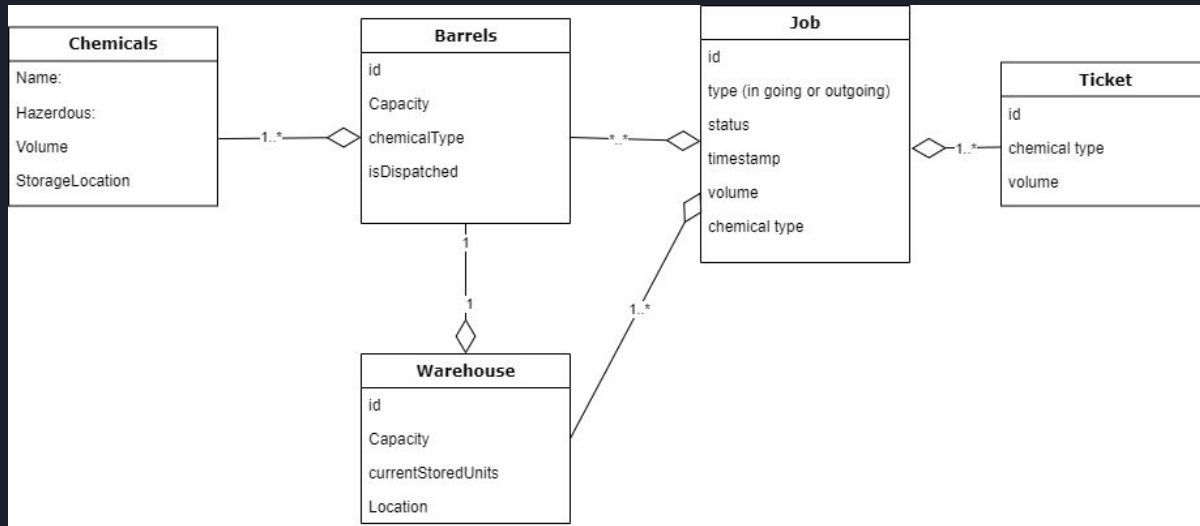 Chemicals
Name:
Hazerdous:
Volume
StorageLocation
1..*
Barrels
id
Capacity
chemicalType
isDispatched
*..*
Job
id
type (in going or outgoing)
status
timestamp
volume
chemical type
1..*
Ticket
id
chemical type
volume
1
1
1..*
Warehouse
id
Capacity
currentStoredUnits
Location